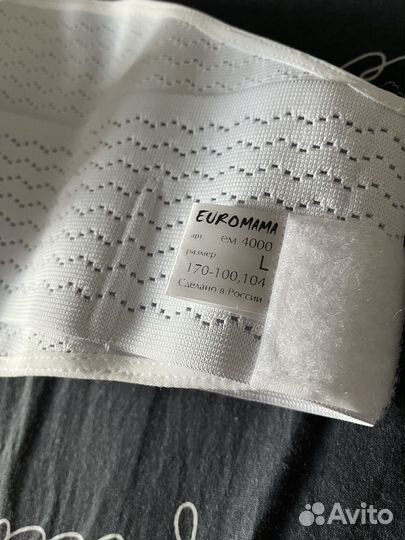 EUROMAMA
арт. ем 4000
размер L
170-100,104
Сделано в России
Avito